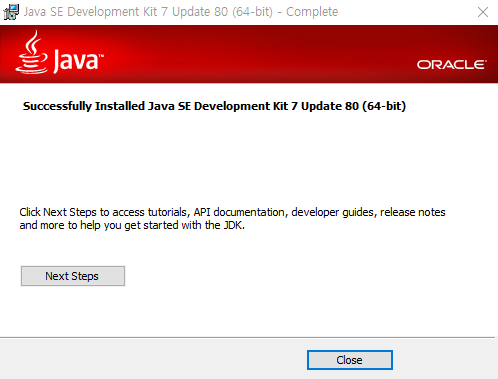 Java SE Development Kit 7 Update 80 (64-bit) - Complete
Java™
ORACLE
Successfully Installed Java SE Development Kit 7 Update 80 (64-bit)
Click Next Steps to access tutorials, API documentation, developer guides, release notes
and more to help you get started with the JDK.
Next Steps
Close